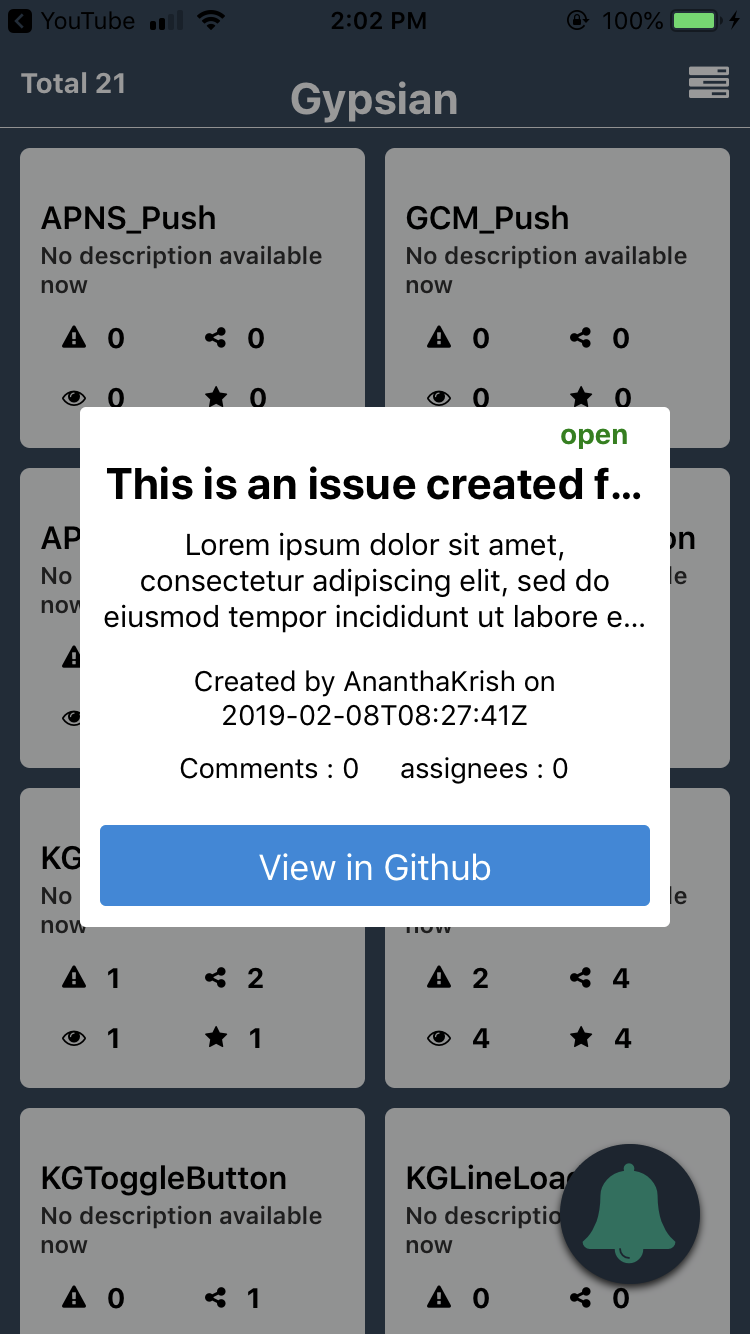 YouTube 2:02 PM 100%
Total 21
Gypsian
APNS_Push
No description available
now
0 0
0 0
GCM_Push
No description available
now
0 0
0 0
open
This is an issue created f...
Lorem ipsum dolor sit amet,
consectetur adipiscing elit, sed do
eiusmod tempor incididunt ut labore e...
Created by AnanthaKrish on
2019-02-08T08:27:41Z
Comments : 0 assignees : 0
View in Github
AP
No
now
on
le
KG
No
now
1 2
1 1
le
now
2 4
4 4
KGToggleButton
No description available
now
0 1
KGLineLoa
No descriptio
now
0 0